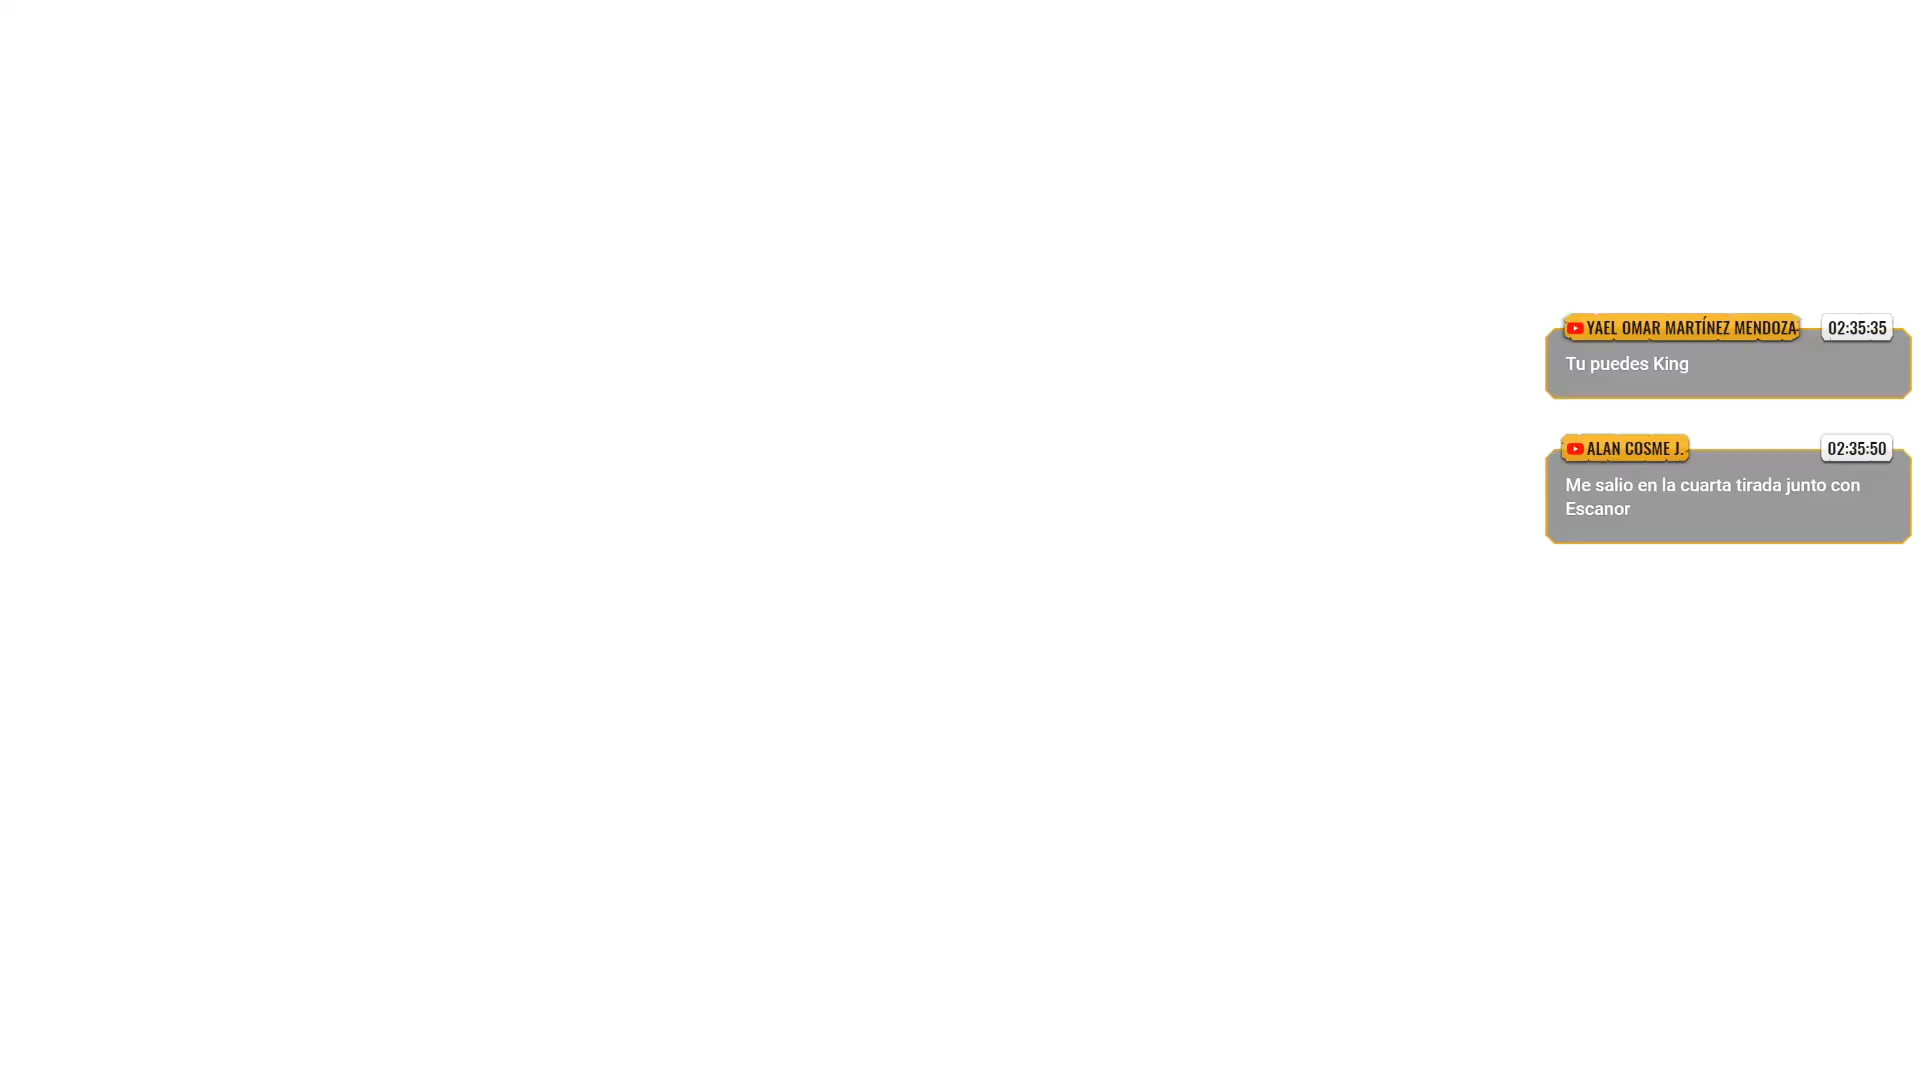 YAEL OMAR MARTÍNEZ MENDOZA 02:35:35
Tu puedes King
ALAN COSME J. 02:35:50
Me salio en la cuarta tirada junto con
Escanor